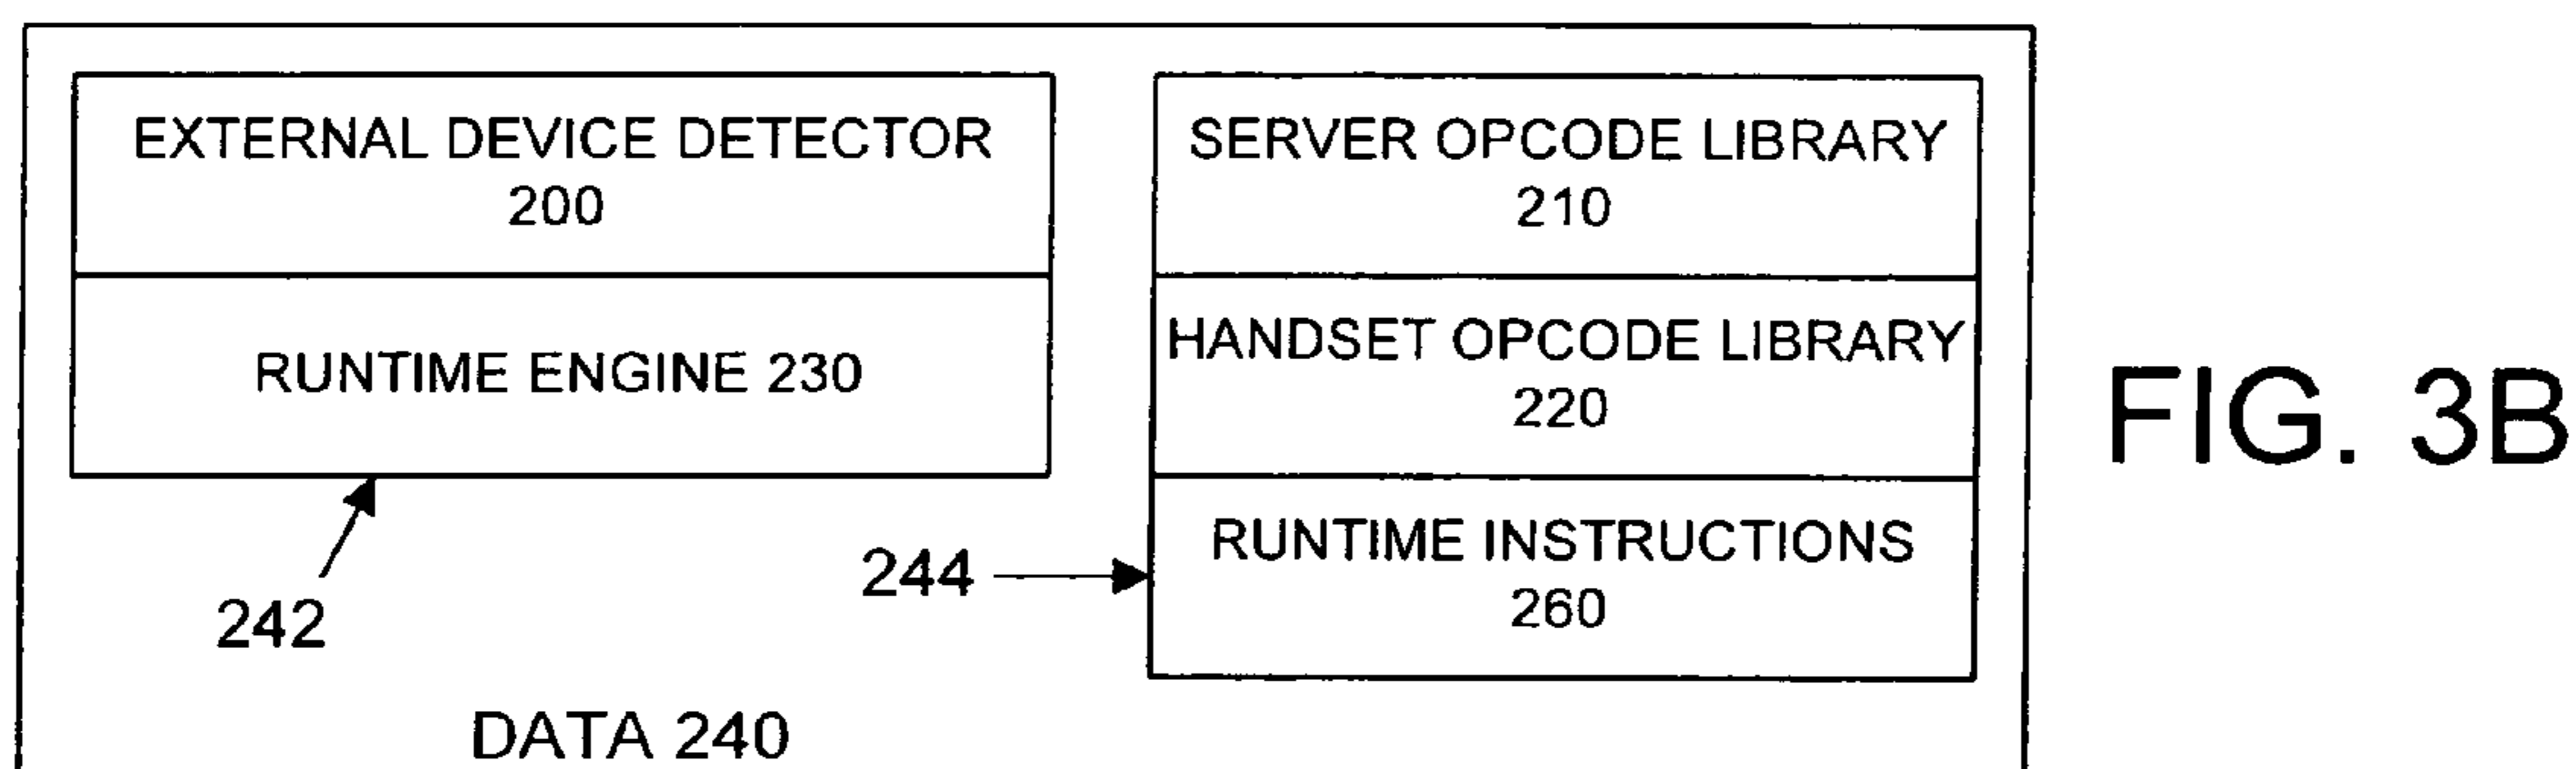 EXTERNAL DEVICE DETECTOR
200
RUNTIME ENGINE 230
242
SERVER OPCODE LIBRARY
210
HANDSET OPCODE LIBRARY
220
RUNTIME INSTRUCTIONS
260
244
DATA 240
FIG. 3B